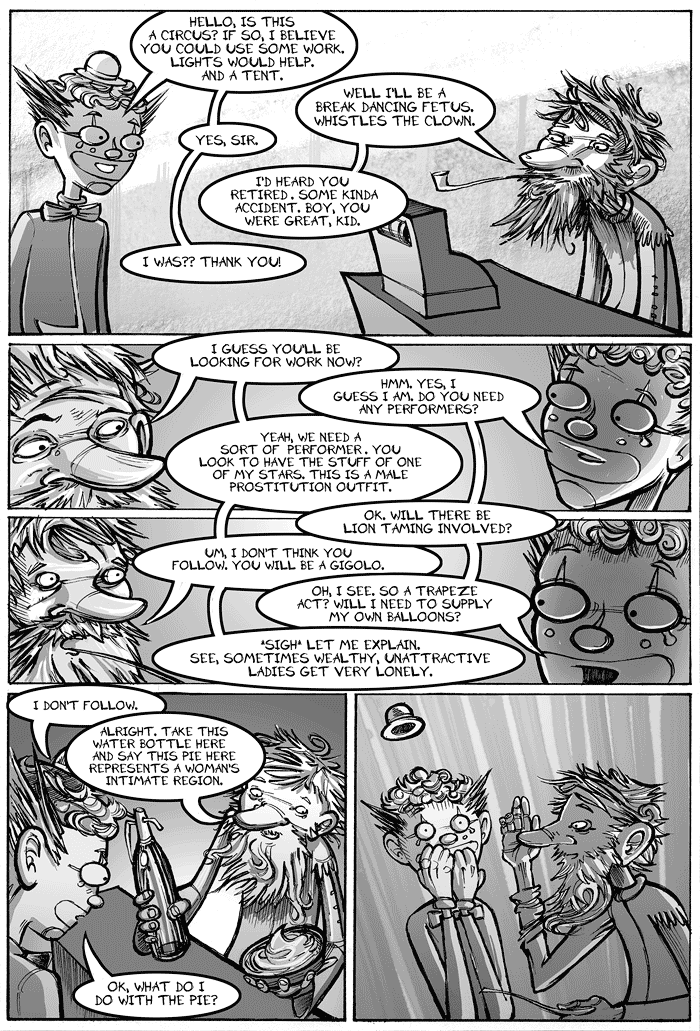 HELLO, IS THIS
A CIRCUS? IF SO, I BELIEVE
YOU COULD USE SOME WORK.
LIGHTS WOULD HELP.
AND A TENT.
WELL I'LL BE A
BREAK DANCING FETUS.
WHISTLES THE CLOWN.
YES, SIR.
I'D HEARD YOU
RETIRED. SOME KINDA
ACCIDENT. BOY, YOU
WERE GREAT, KID.
I WAS?? THANK YOU!
I GUESS YOU'LL BE
LOOKING FOR WORK NOW?
HMM. YES, I
GUESS I AM. DO YOU NEED
ANY PERFORMERS?
YEAH, WE NEED A
SORT OF PERFORMER. YOU
LOOK TO HAVE THE STUFF OF ONE
OF MY STARS. THIS IS A MALE
PROSTITUTION OUTFIT.
OK. WILL THERE BE
LION TAMING INVOLVED?
UM, I DON'T THINK YOU
FOLLOW. YOU WILL BE A GIGOLO.
OH, I SEE. SO A TRAPEZE
ACT? WILL I NEED TO SUPPLY
MY OWN BALLOONS?
*SIGH* LET ME EXPLAIN.
SEE, SOMETIMES WEALTHY, UNATTRACTIVE
LADIES GET VERY LONELY.
I DON'T FOLLOW.
ALRIGHT. TAKE THIS
WATER BOTTLE HERE
AND SAY THIS PIE HERE
REPRESENTS A WOMAN'S
INTIMATE REGION.
OK, WHAT DO I
DO WITH THE PIE?